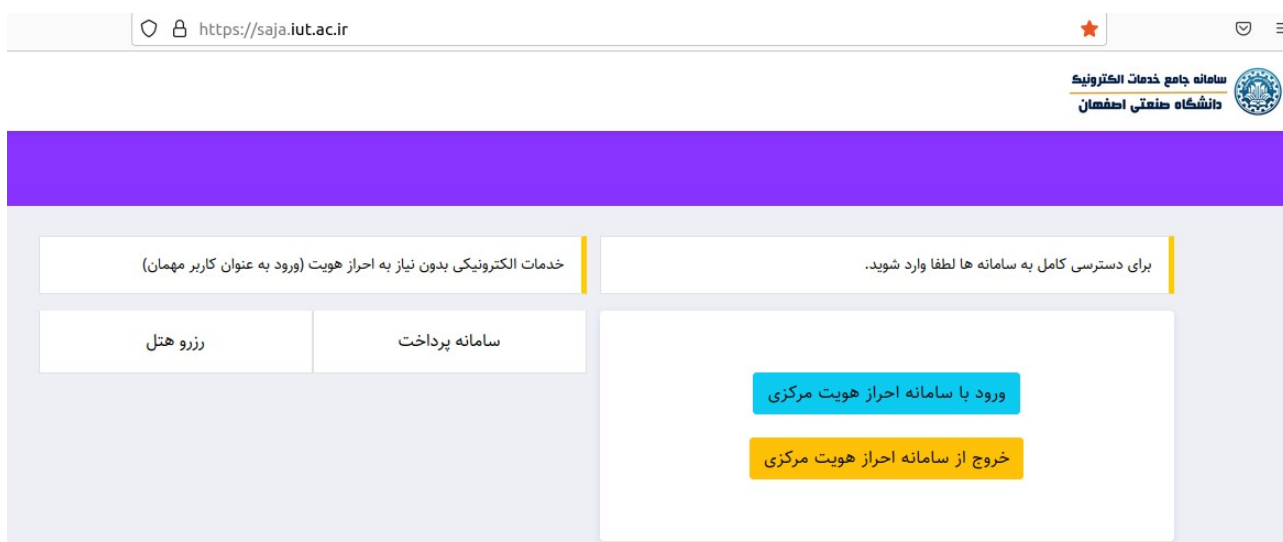 https://saja.iut.ac.ir
سامانه جامع خدمات الکترونیک
دانشگاه صنعتی اصفهان
برای دسترسی کامل به سامانه ها لطفا وارد شوید.
خدمات الکترونیکی بدون نیاز به احراز هویت (ورود به عنوان کاربر مهمان)
سامانه پرداخت
رزرو هتل
ورود با سامانه احراز هویت مرکزی
خروج از سامانه احراز هویت مرکزی